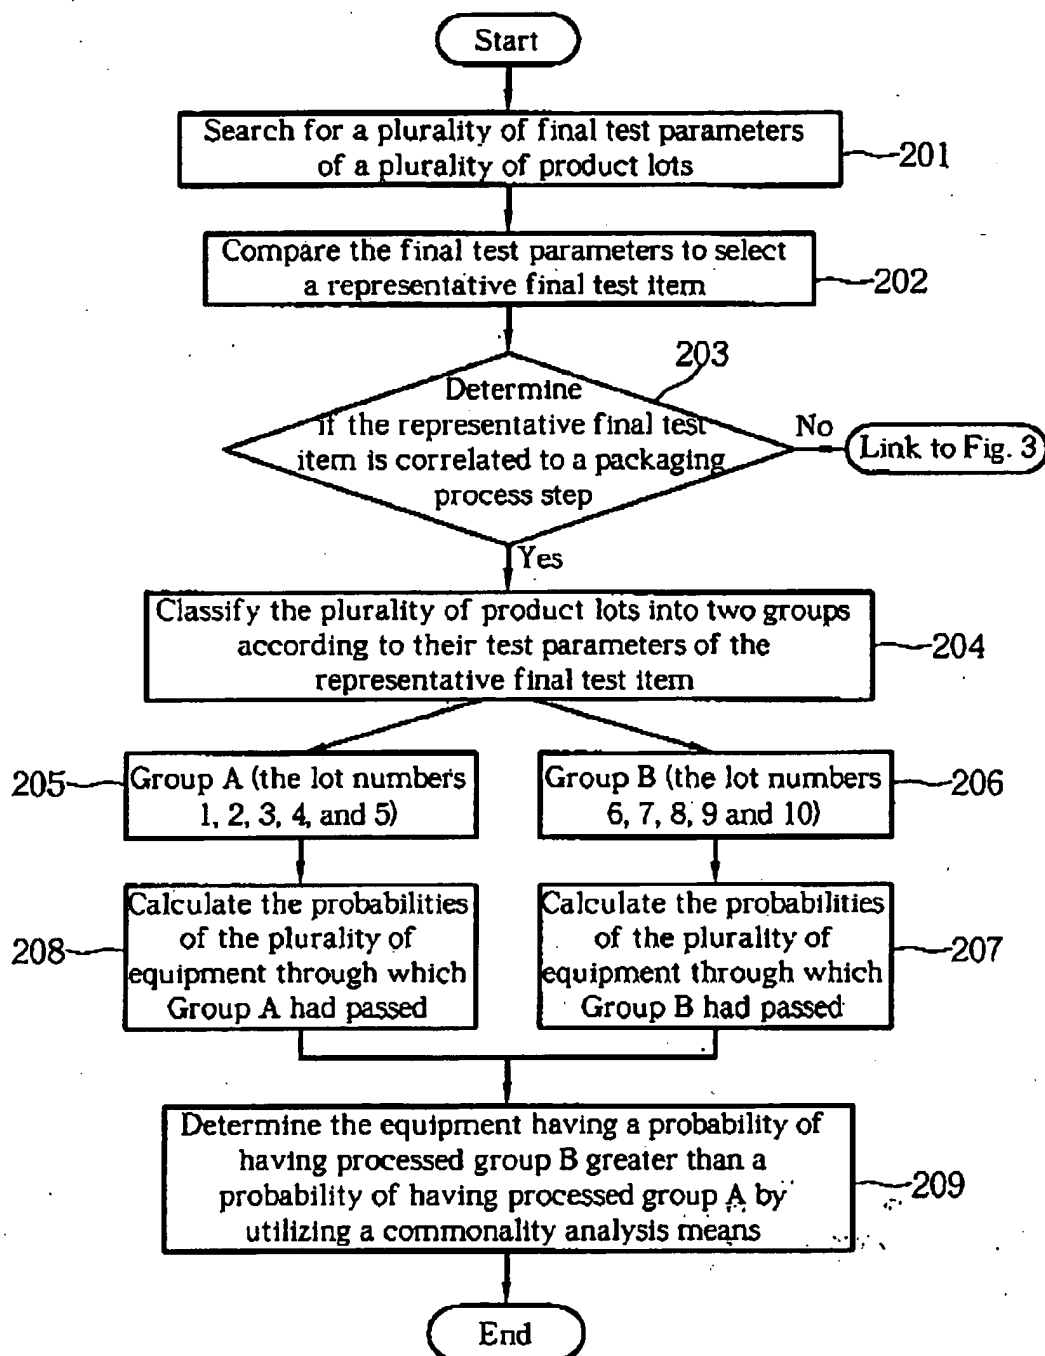 Start
Search for a plurality of final test parameters
of a plurality of product lots
201
Compare the final test parameters to select
a representative final test item
202
203
Determine
if the representative final test
item is correlated to a packaging
process step
No
Link to Fig. 3
Yes
Classify the plurality of product lots into two groups
according to their test parameters of the
representative final test item
204
205
Group A (the lot numbers
1, 2, 3, 4, and 5)
Group B (the lot numbers
6, 7, 8, 9 and 10)
206
208
Calculate the probabilities
of the plurality of
equipment through which
Group A had passed
Calculate the probabilities
of the plurality of
equipment through which
Group B had passed
207
Determine the equipment having a probability of
having processed group B greater than a
probability of having processed group A by
utilizing a commonality analysis means
209
End